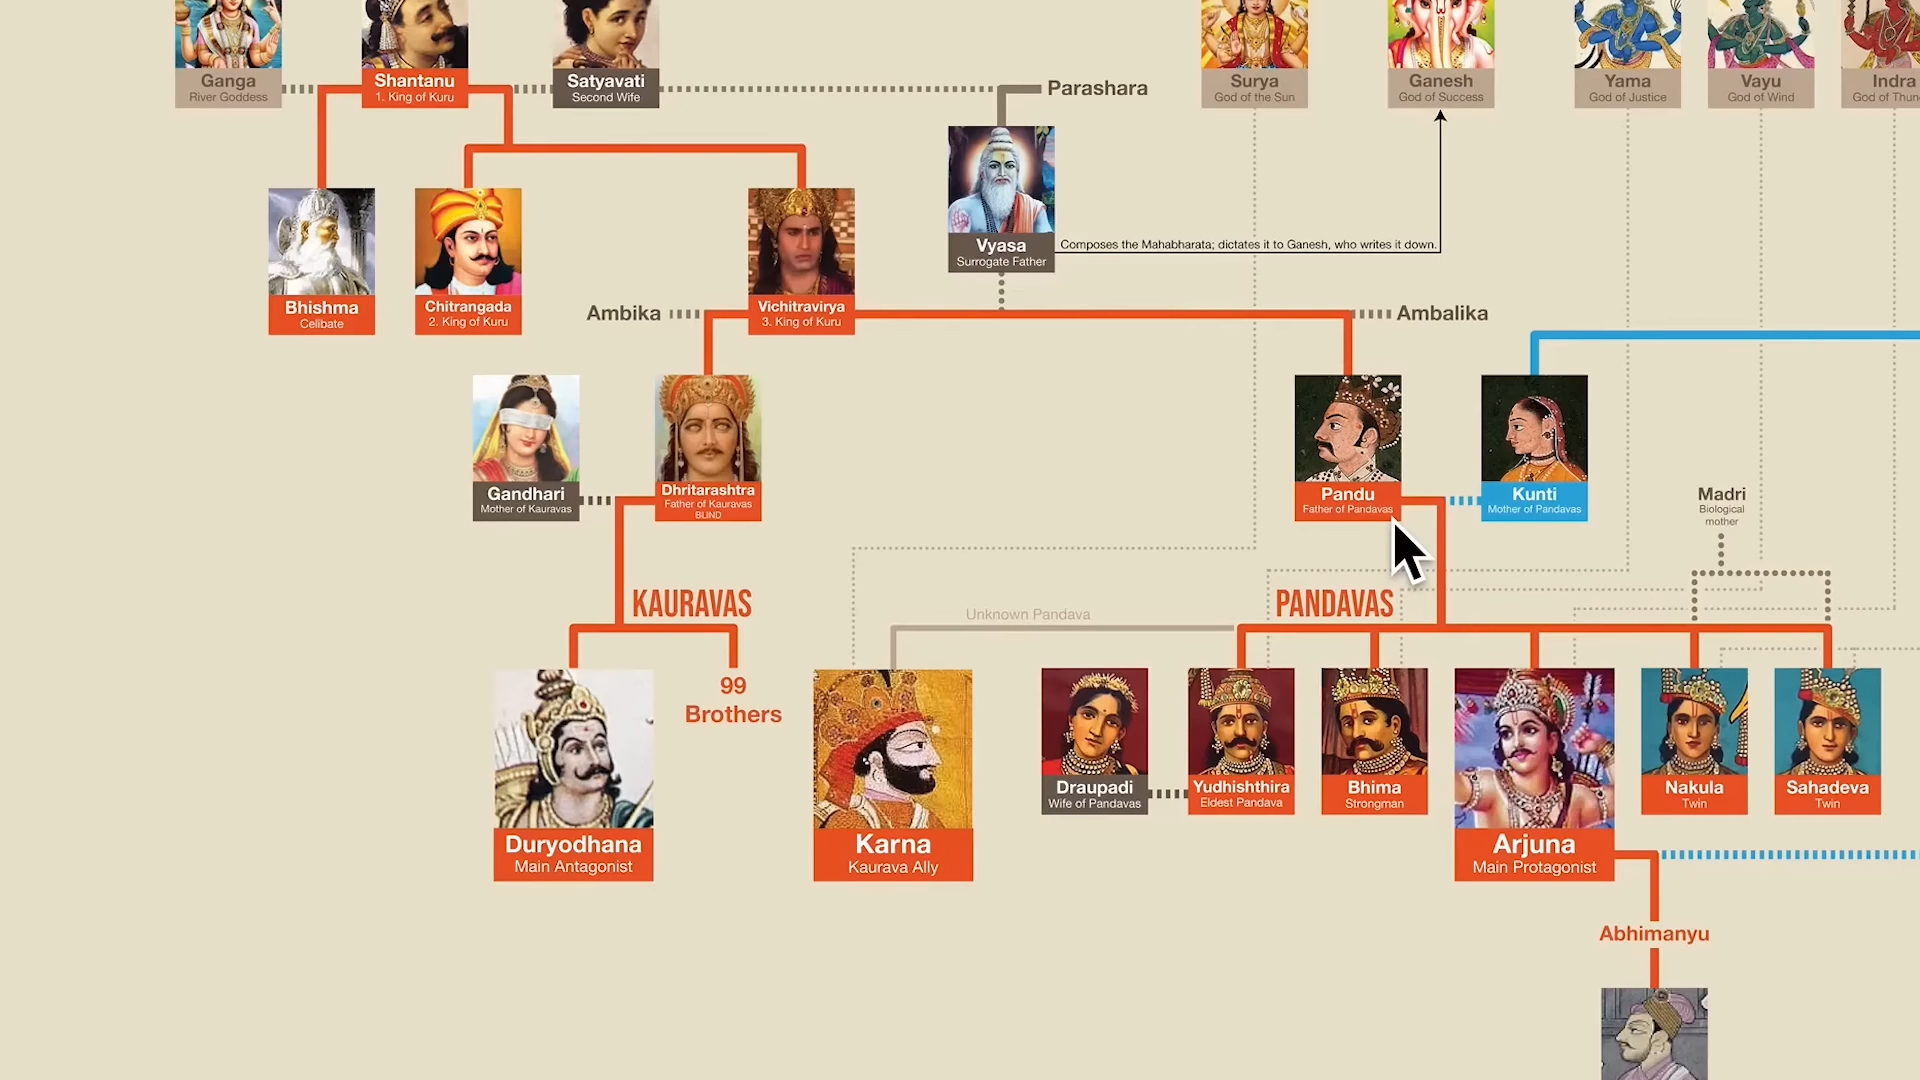 Ganga
River Goddess
Shantanu
1. King of Kuru
Satyavati
Second Wife
Parashara
Surya
God of the Sun
Ganesh
God of Success
Yama
God of Justice
Vayu
God of Wind
Indra
God of Thun
Vyasa
Surrogate Father
Composes the Mahabharata; dictates it to Ganesh, who writes it down.
Bhishma
Celibate
Chitrangada
2. King of Kuru
Ambika
Vichitravirya
3. King of Kuru
Ambalika
Gandhari
Mother of Kauravas
Dhritarashtra
Father of Kauravas
BLIND
Pandu
Father of Pandavas
Kunti
Mother of Pandavas
Madri
Biological
mother
KAURAVAS
PANDAVAS
Unknown Pandava
99
Brothers
Duryodhana
Main Antagonist
Karna
Kaurava Ally
Draupadi
Wife of Pandavas
Yudhishthira
Eldest Pandava
Bhima
Strongman
Arjuna
Main Protagonist
Nakula
Twin
Sahadeva
Twin
Abhimanyu